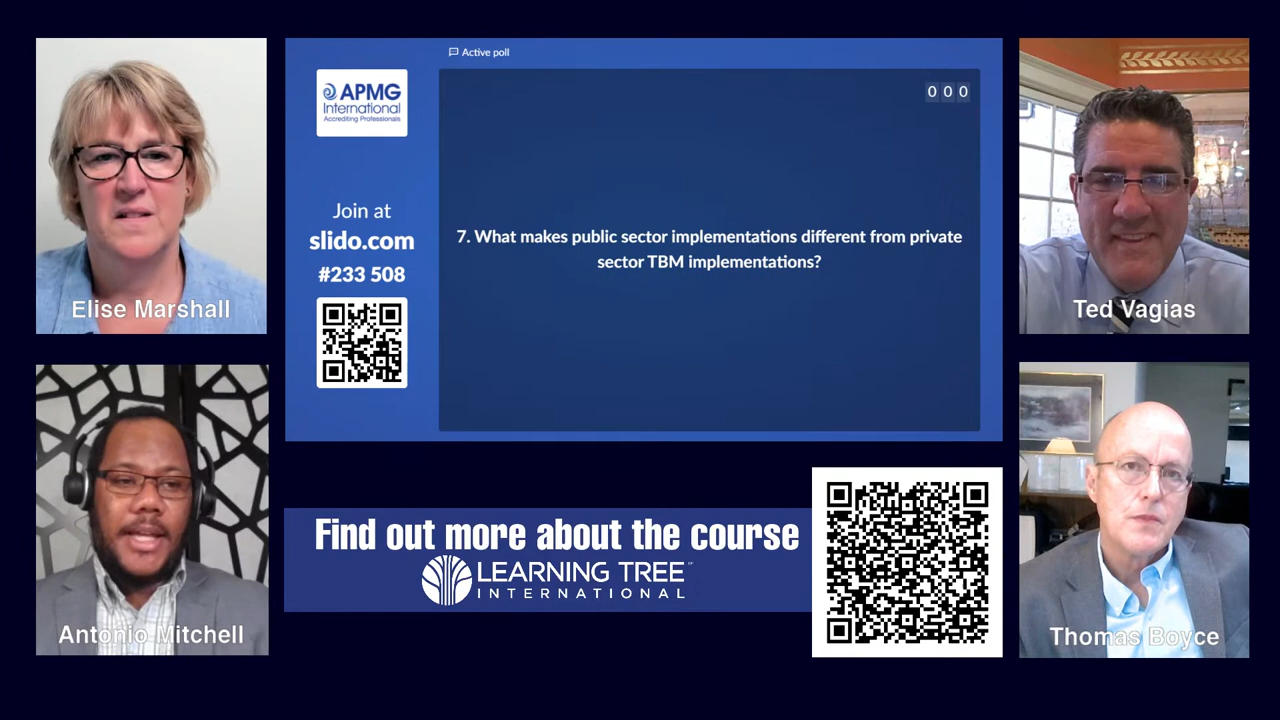 Active poll
APMG
International
Accrediting Professionals
000
Join at
slido.com
#233 508
7. What makes public sector implementations different from private
sector TBM implementations?
Elise Marshall
Ted Vagias
Find out more about the course
LEARNING TREE
INTERNATIONAL
Antonio Mitchell
Thomas Boyce